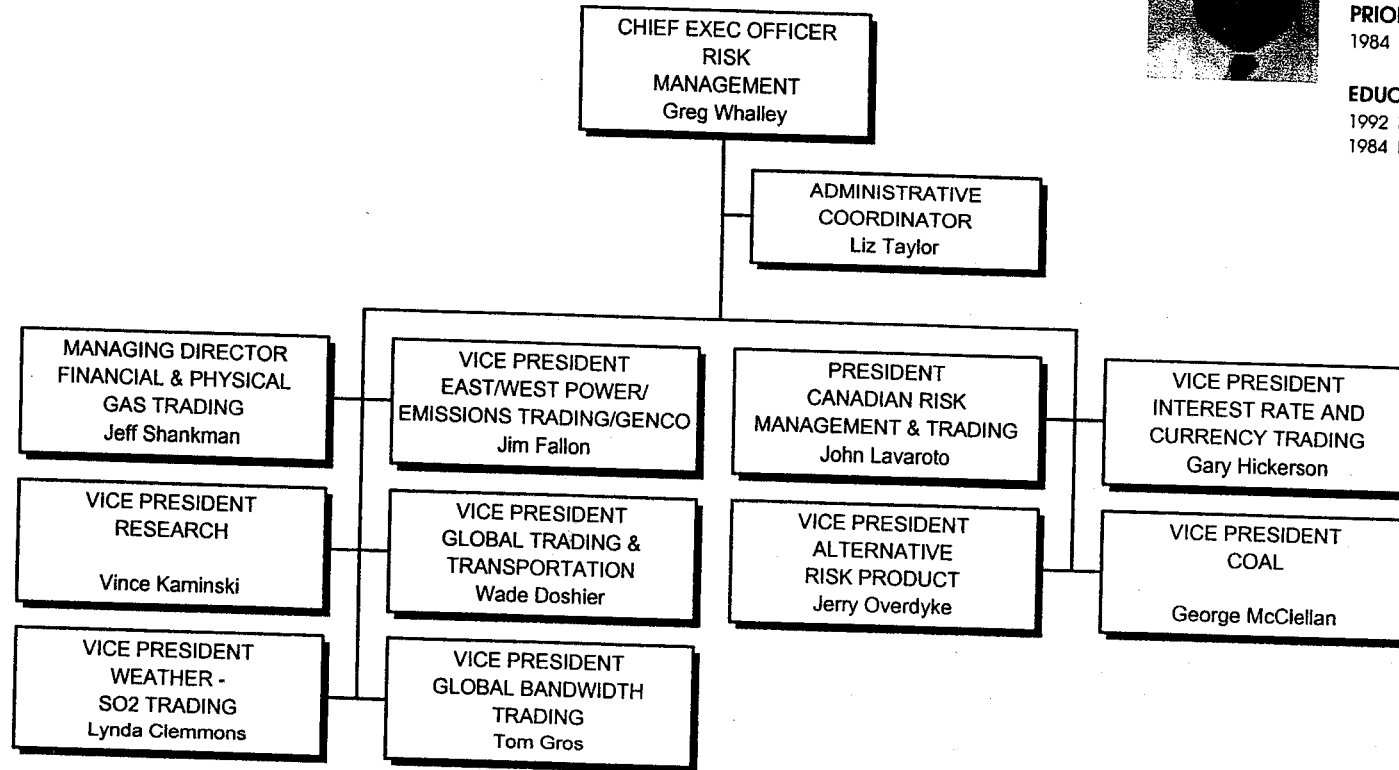 CHIEF EXEC OFFICER
RISK
MANAGEMENT
Greg Whalley
1984
1992
1984
ADMINISTRATIVE
COORDINATOR
Liz Taylor
MANAGING DIRECTOR
FINANCIAL & PHYSICAL
GAS TRADING
Jeff Shankman
VICE PRESIDENT
EAST/WEST POWER/
EMISSIONS TRADING/GENCO
Jim Fallon
PRESIDENT
CANADIAN RISK
MANAGEMENT & TRADING
John Lavaroto
VICE PRESIDENT
INTEREST RATE AND
CURRENCY TRADING
Gary Hickerson
VICE PRESIDENT
RESEARCH
Vince Kaminski
VICE PRESIDENT
GLOBAL TRADING &
TRANSPORTATION
Wade Doshier
VICE PRESIDENT
ALTERNATIVE
RISK PRODUCT
Jerry Overdyke
VICE PRESIDENT
COAL
George McClellan
VICE PRESIDENT
WEATHER -
SO2 TRADING
Lynda Clemmons
VICE PRESIDENT
GLOBAL BANDWIDTH
TRADING
Tom Gros